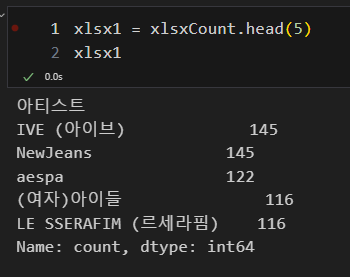 1 xlsx1 = xlsxCount.head(5)
2 xlsx1
0.0s
아티스트
IVE (아이브) 145
NewJeans 145
aespa 122
(여자)아이들 116
LE SSERAFIM (르세라핌) 116
Name: count, dtype: int64